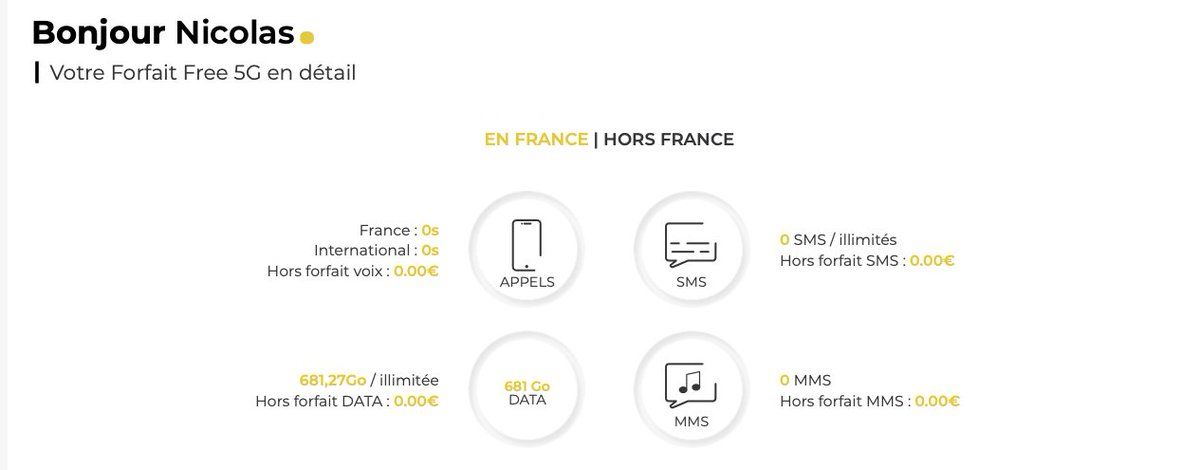 Bonjour Nicolas.
Votre Forfait Free 5G en détail
EN FRANCE | HORS FRANCE
France : 0s
International : 0s
Hors forfait voix : 0.00€
APPELS
SMS
0 SMS / illimités
Hors forfait SMS : 0.00€
681,27Go / illimitée
Hors forfait DATA : 0.00€
681 Go
DATA
MMS
0 MMS
Hors forfait MMS : 0.00€